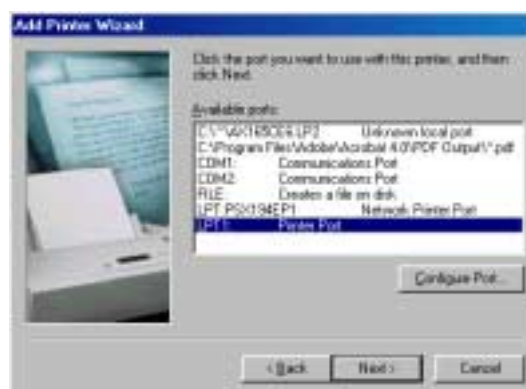 Add Printer Wizard
Click the port you want to use with this printer, and then
click Next.
Available ports:
Unknown local port
C:\Program Files\Adobe\Acrobat 4.0\PDF Output\*.pdf
COM1: Communications Port
COM2: Communications Port
FILE: Creates a file on disk
Network Printer Port
LPT1: Printer Port
Configure Port...
< Back
Next >
Cancel